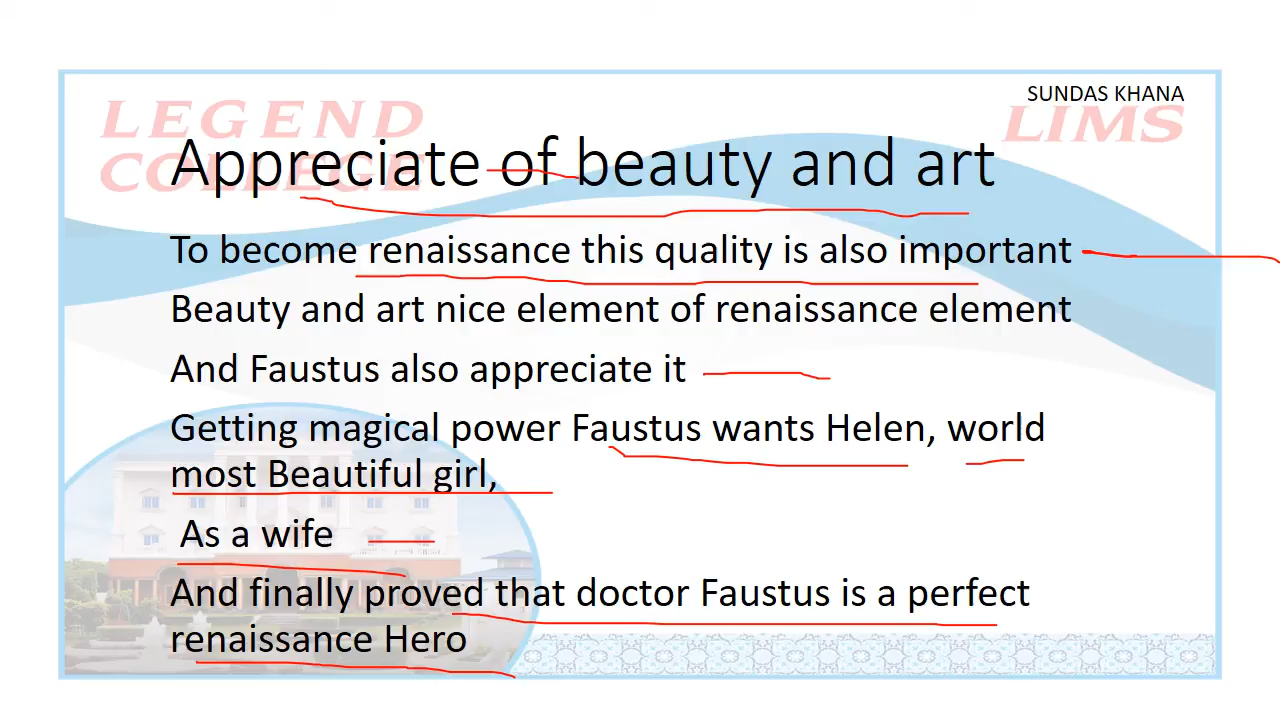 SUNDAS KHANA
LEGEND
COLLEGE
LIMS
Appreciate of beauty and art
To become renaissance this quality is also important
Beauty and art nice element of renaissance element
And Faustus also appreciate it
Getting magical power Faustus wants Helen, world
most Beautiful girl,
As a wife
And finally proved that doctor Faustus is a perfect
renaissance Hero